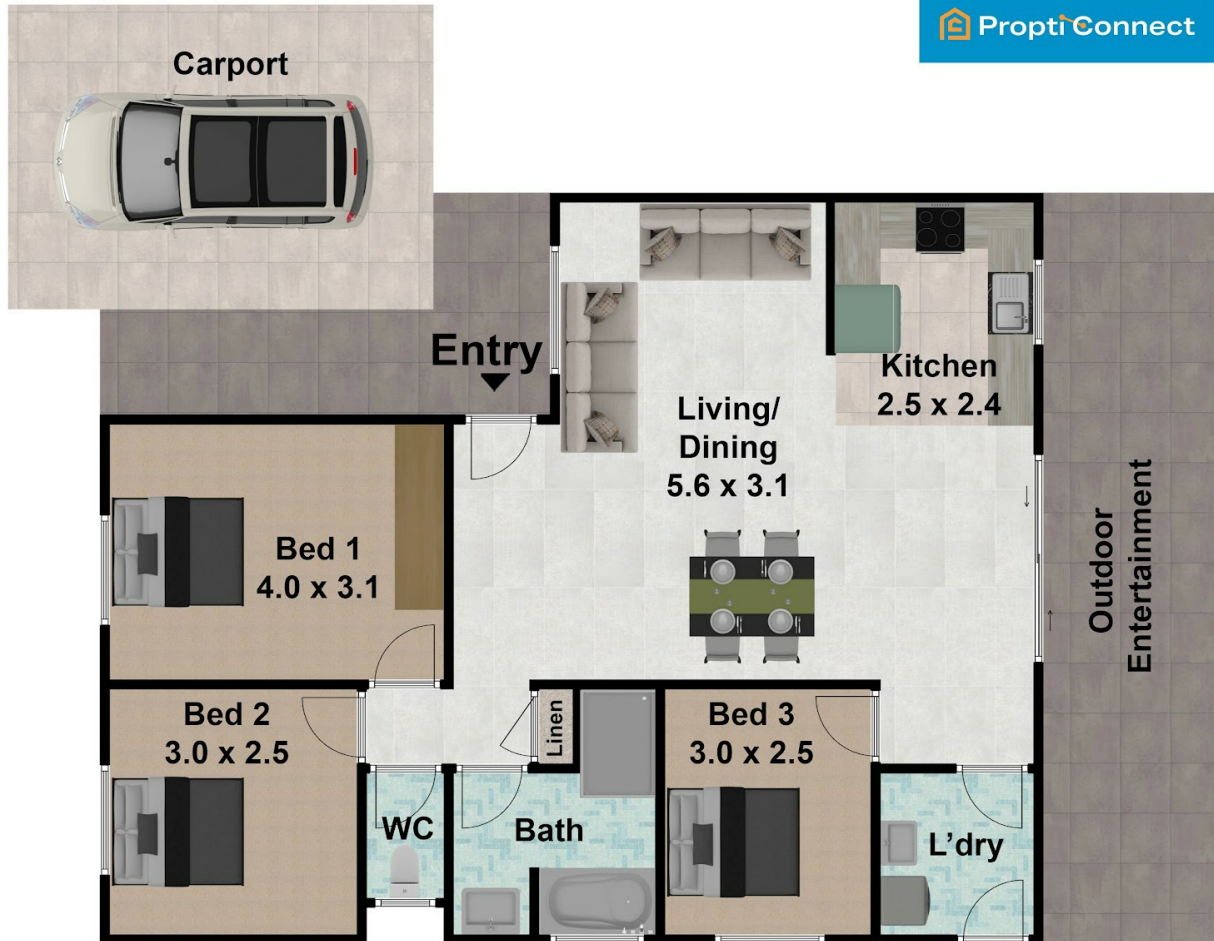 Propti Connect
Carport
Entry
Kitchen
2.5 x 2.4
Living/
Dining
5.6 x 3.1
Bed 1
4.0 x 3.1
Outdoor
Entertainment
Bed 2
3.0 x 2.5
Linen
Bed 3
3.0 x 2.5
WC
Bath
L'dry